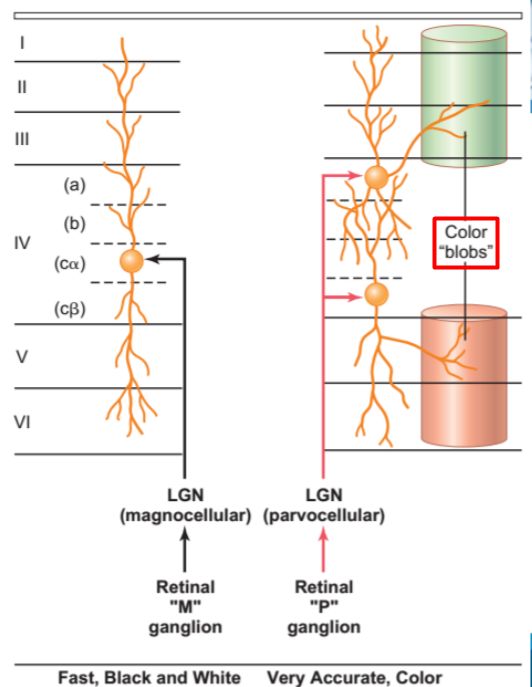 I
II
III
(a)
(b)
IV
(cα)
(cβ)
V
VI
Color
"blobs"
LGN
(magnocellular)
LGN
(parvocellular)
Retinal
"M"
ganglion
Retinal
"P"
ganglion
Fast, Black and White
Very Accurate, Color